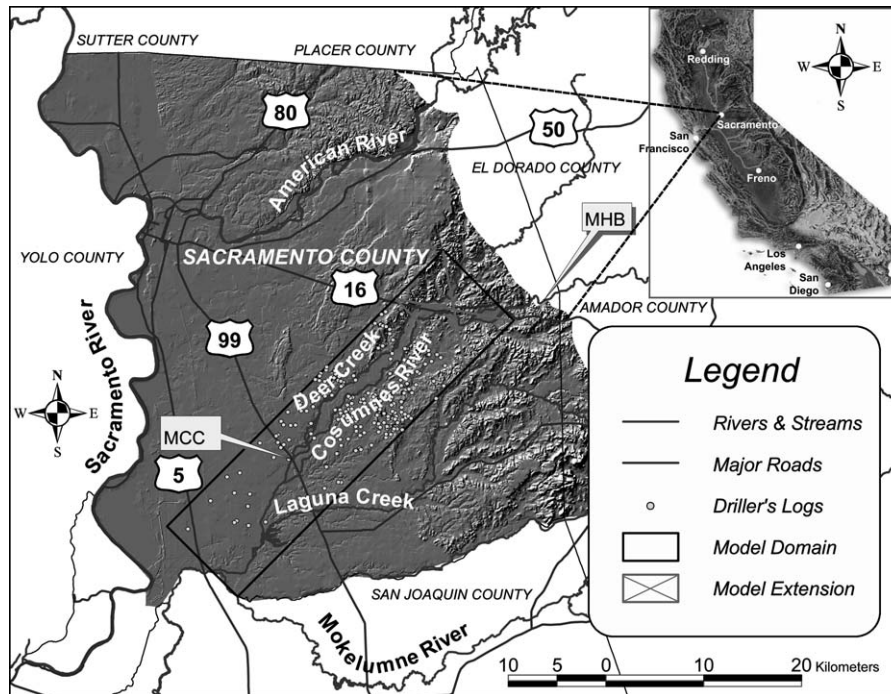 SUTTER COUNTY
PLACER COUNTY
80
American River
50
EL DORADO COUNTY
MHB
YOLO COUNTY
SACRAMENTO COUNTY
16
AMADOR COUNTY
99
Sacramento River
Deer Creek
Cosumnes River
N
W
E
S
MCC
5
Laguna Creek
SAN JOAQUIN COUNTY
Mokelumne River
Redding
Sacramento
San
Francisco
Freno
Los
Angeles
San
Diego
N
W
E
S
Legend
Rivers & Streams
Major Roads
Driller's Logs
Model Domain
Model Extension
10 5 0 10 20 Kilometers